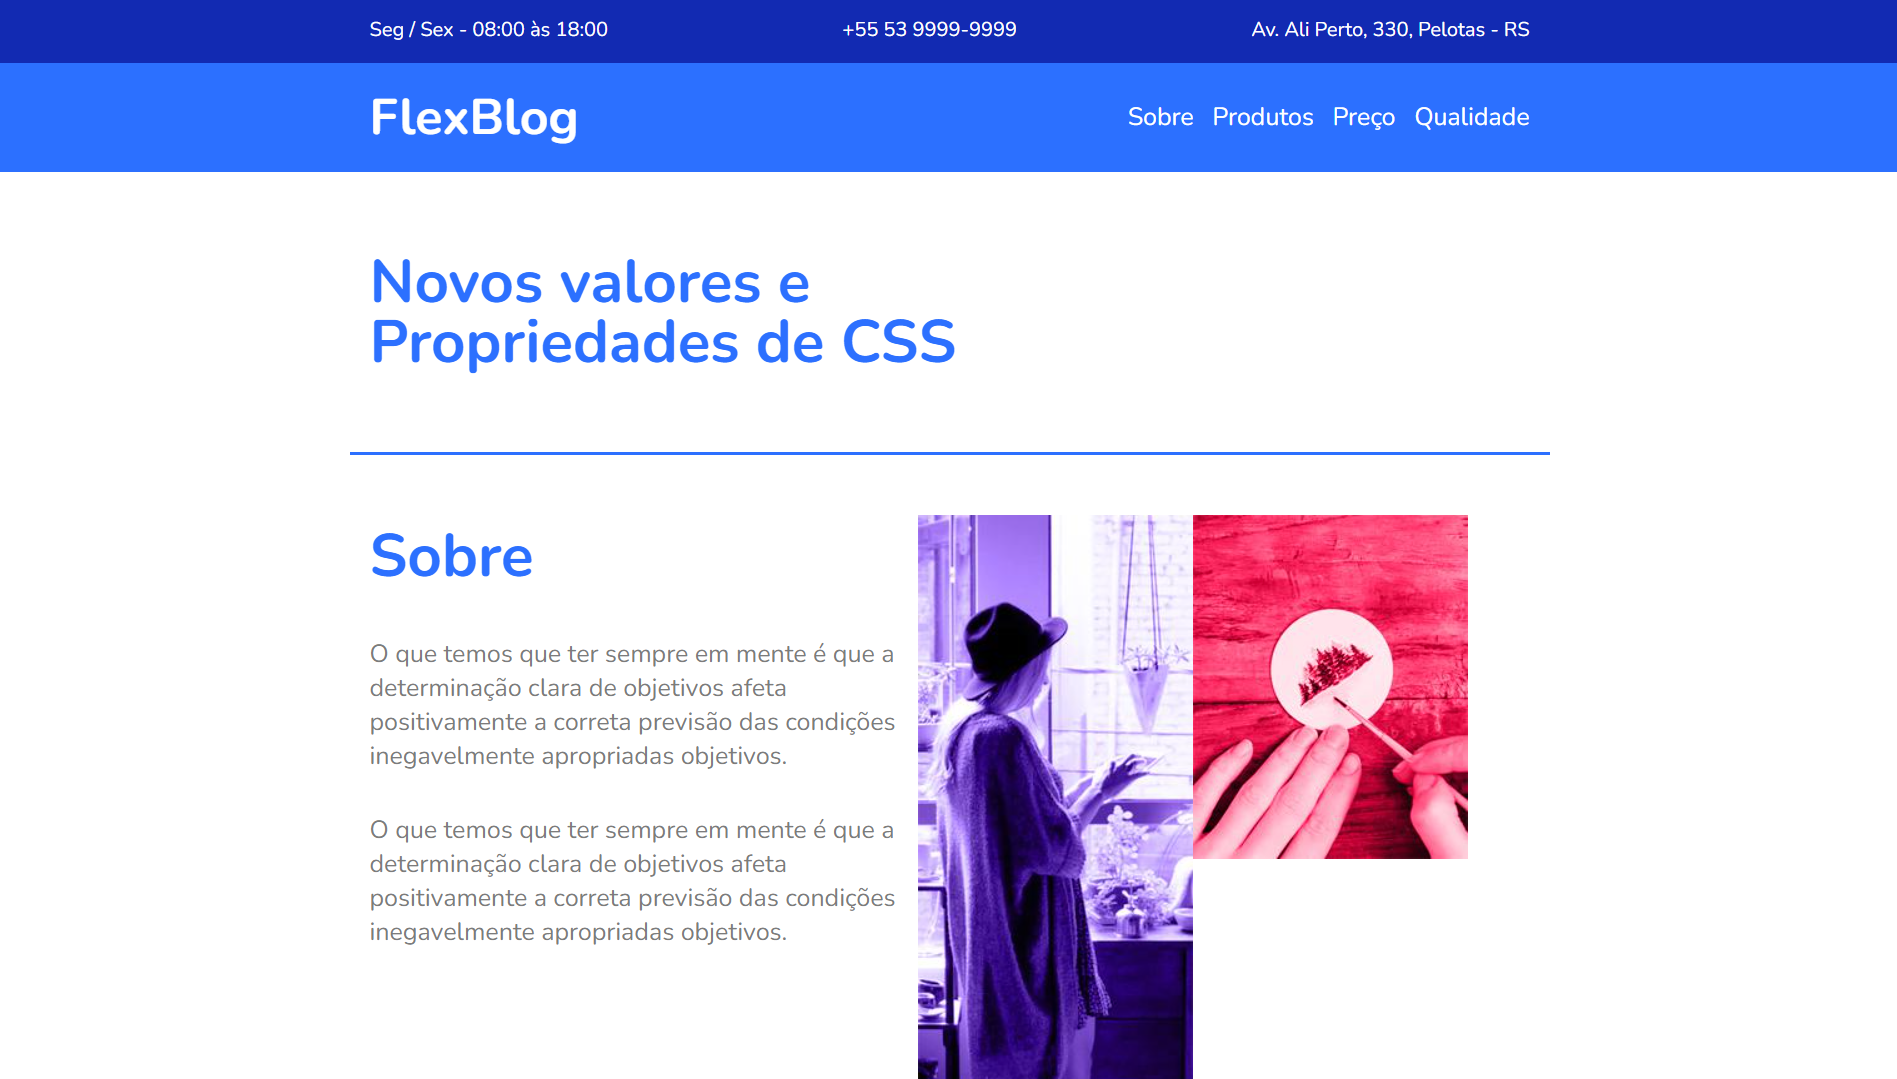 Seg / Sex - 08:00 às 18:00
+55 53 9999-9999
Av. Ali Perto, 330, Pelotas - RS
FlexBlog
Sobre Produtos Preço Qualidade
Novos valores e
Propriedades de CSS
Sobre
O que temos que ter sempre em mente é que a
determinação clara de objetivos afeta
positivamente a correta previsão das condições
inegavelmente apropriadas objetivos.
O que temos que ter sempre em mente é que a
determinação clara de objetivos afeta
positivamente a correta previsão das condições
inegavelmente apropriadas objetivos.